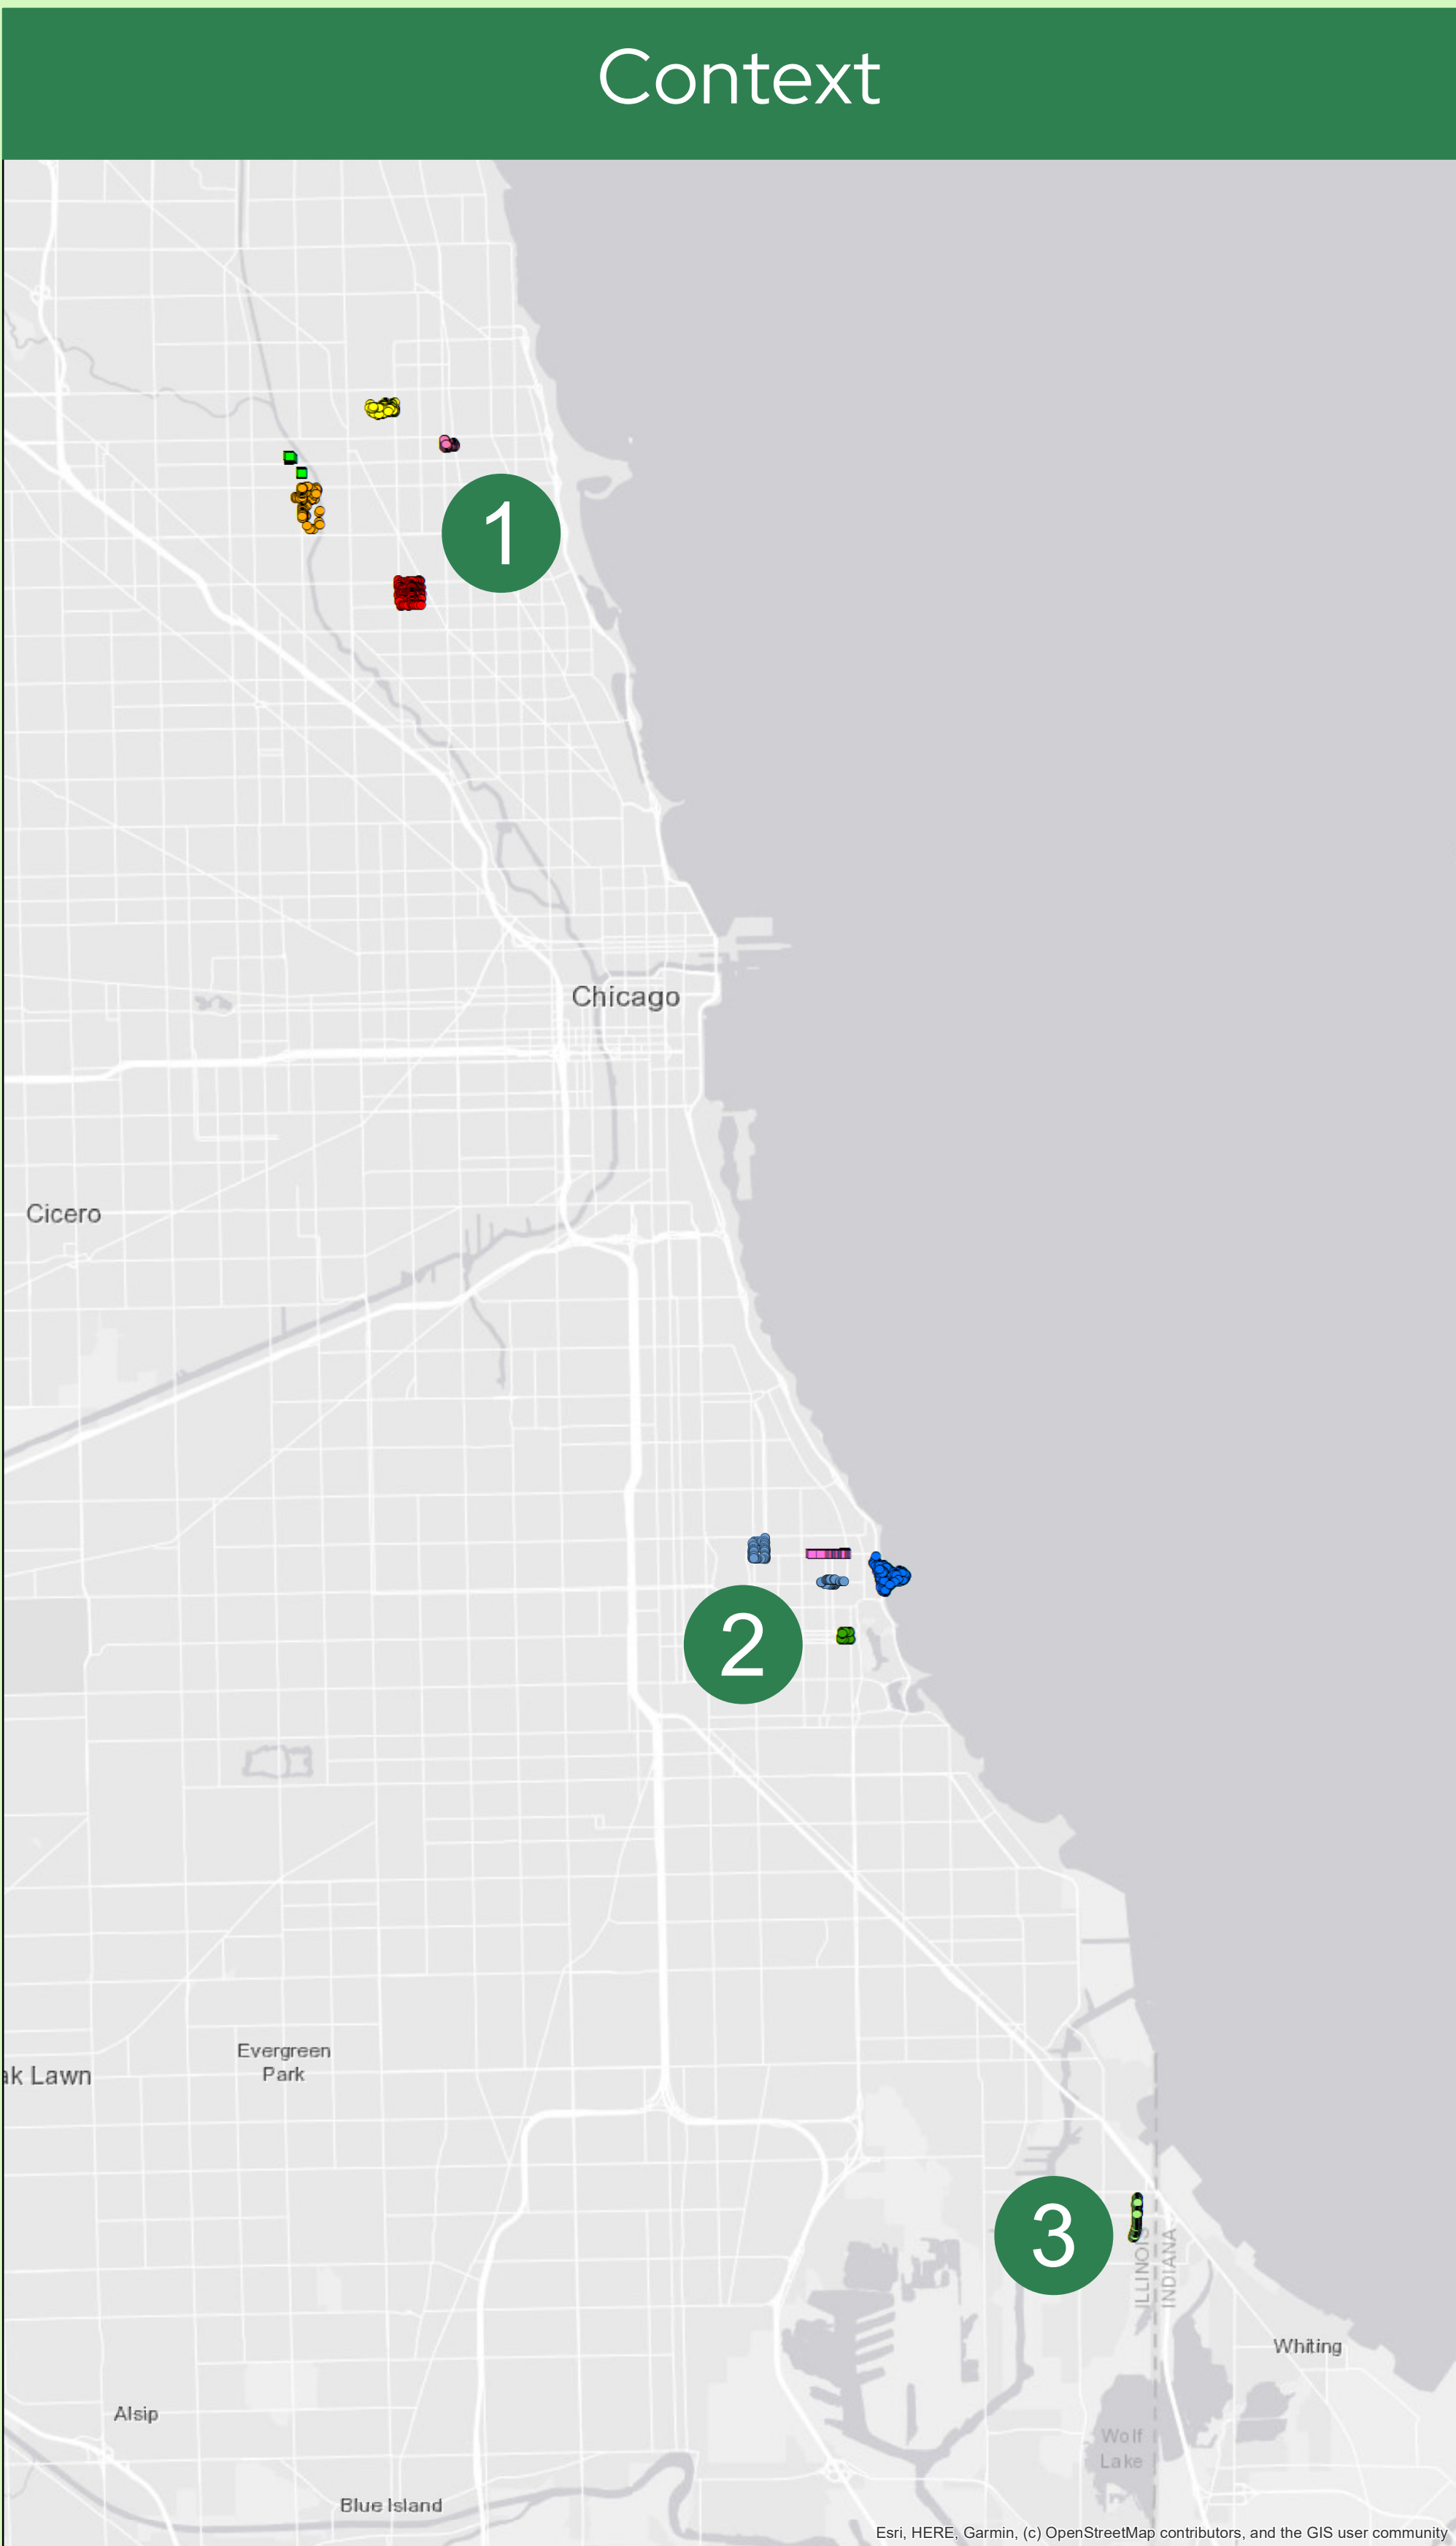 Context
1
Chicago
Cicero
2
Evergreen
Park
ak Lawn
3
ILLINOIS
INDIANA
Whiting
Alsip
Wolf
Lake
Blue Island
Esri, HERE, Garmin, (c) OpenStreetMap contributors, and the GIS user community